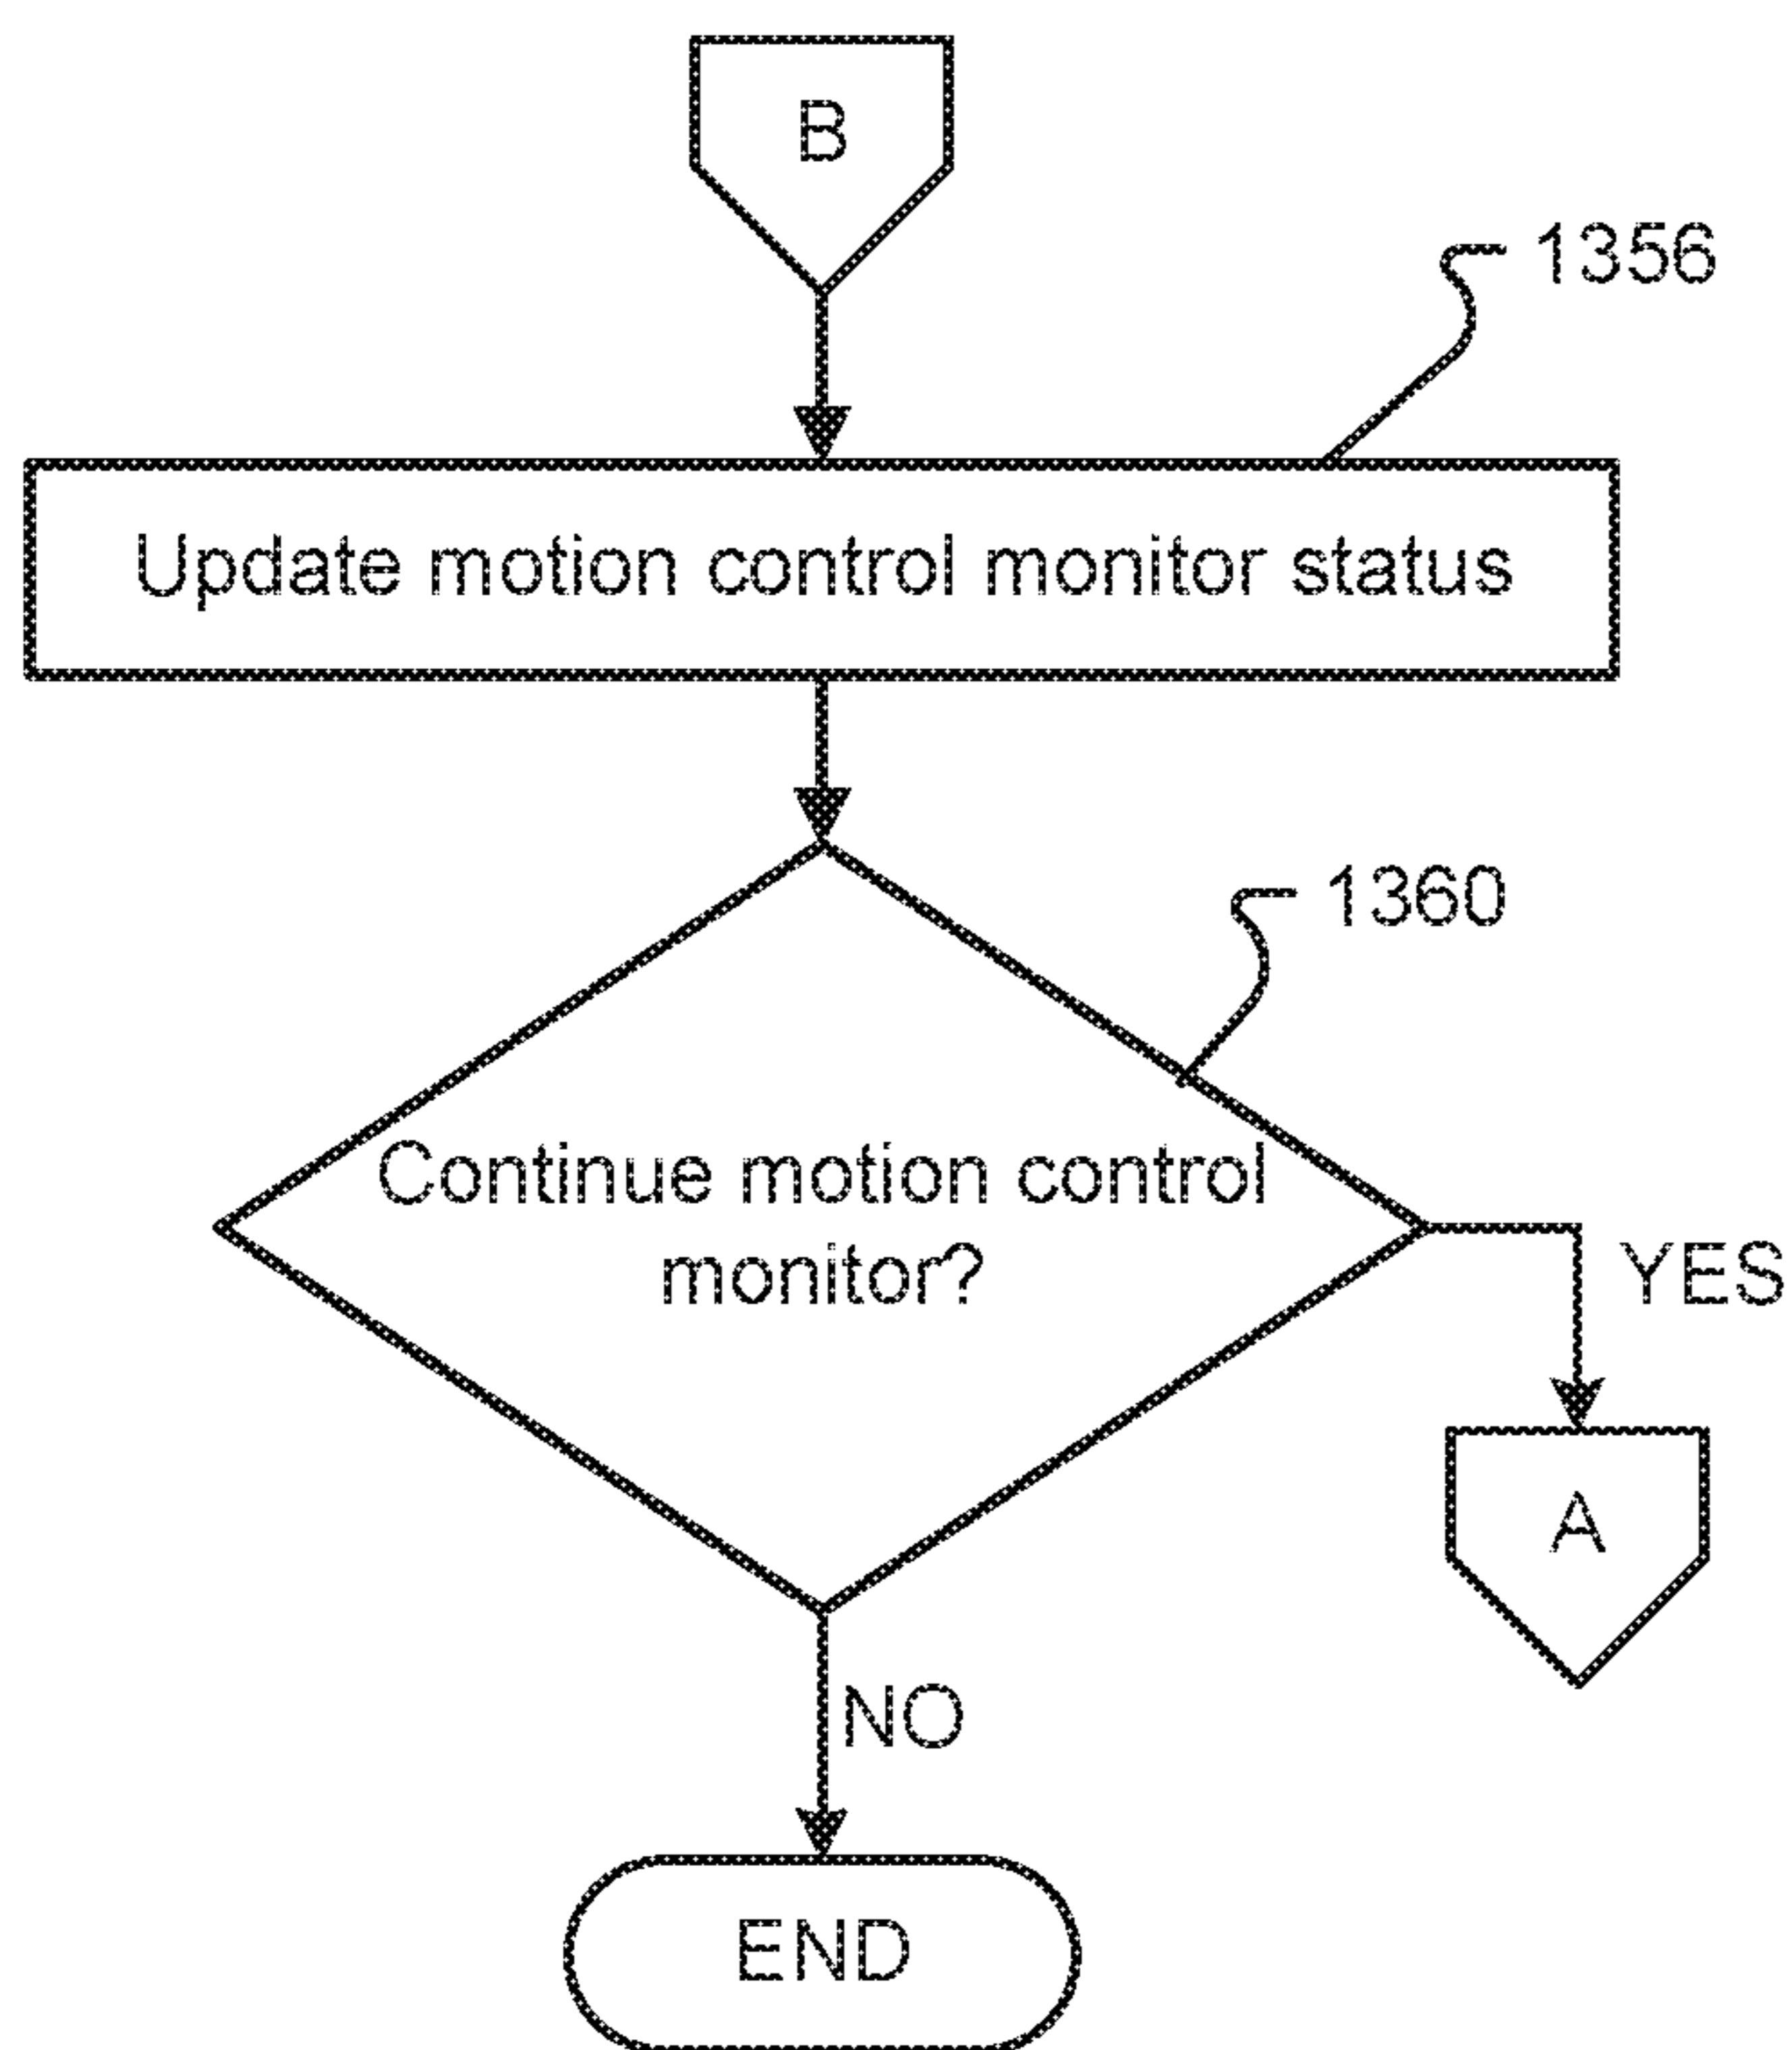 B
1356
Update motion control monitor status
1360
Continue motion control
monitor?
YES
A
NO
END